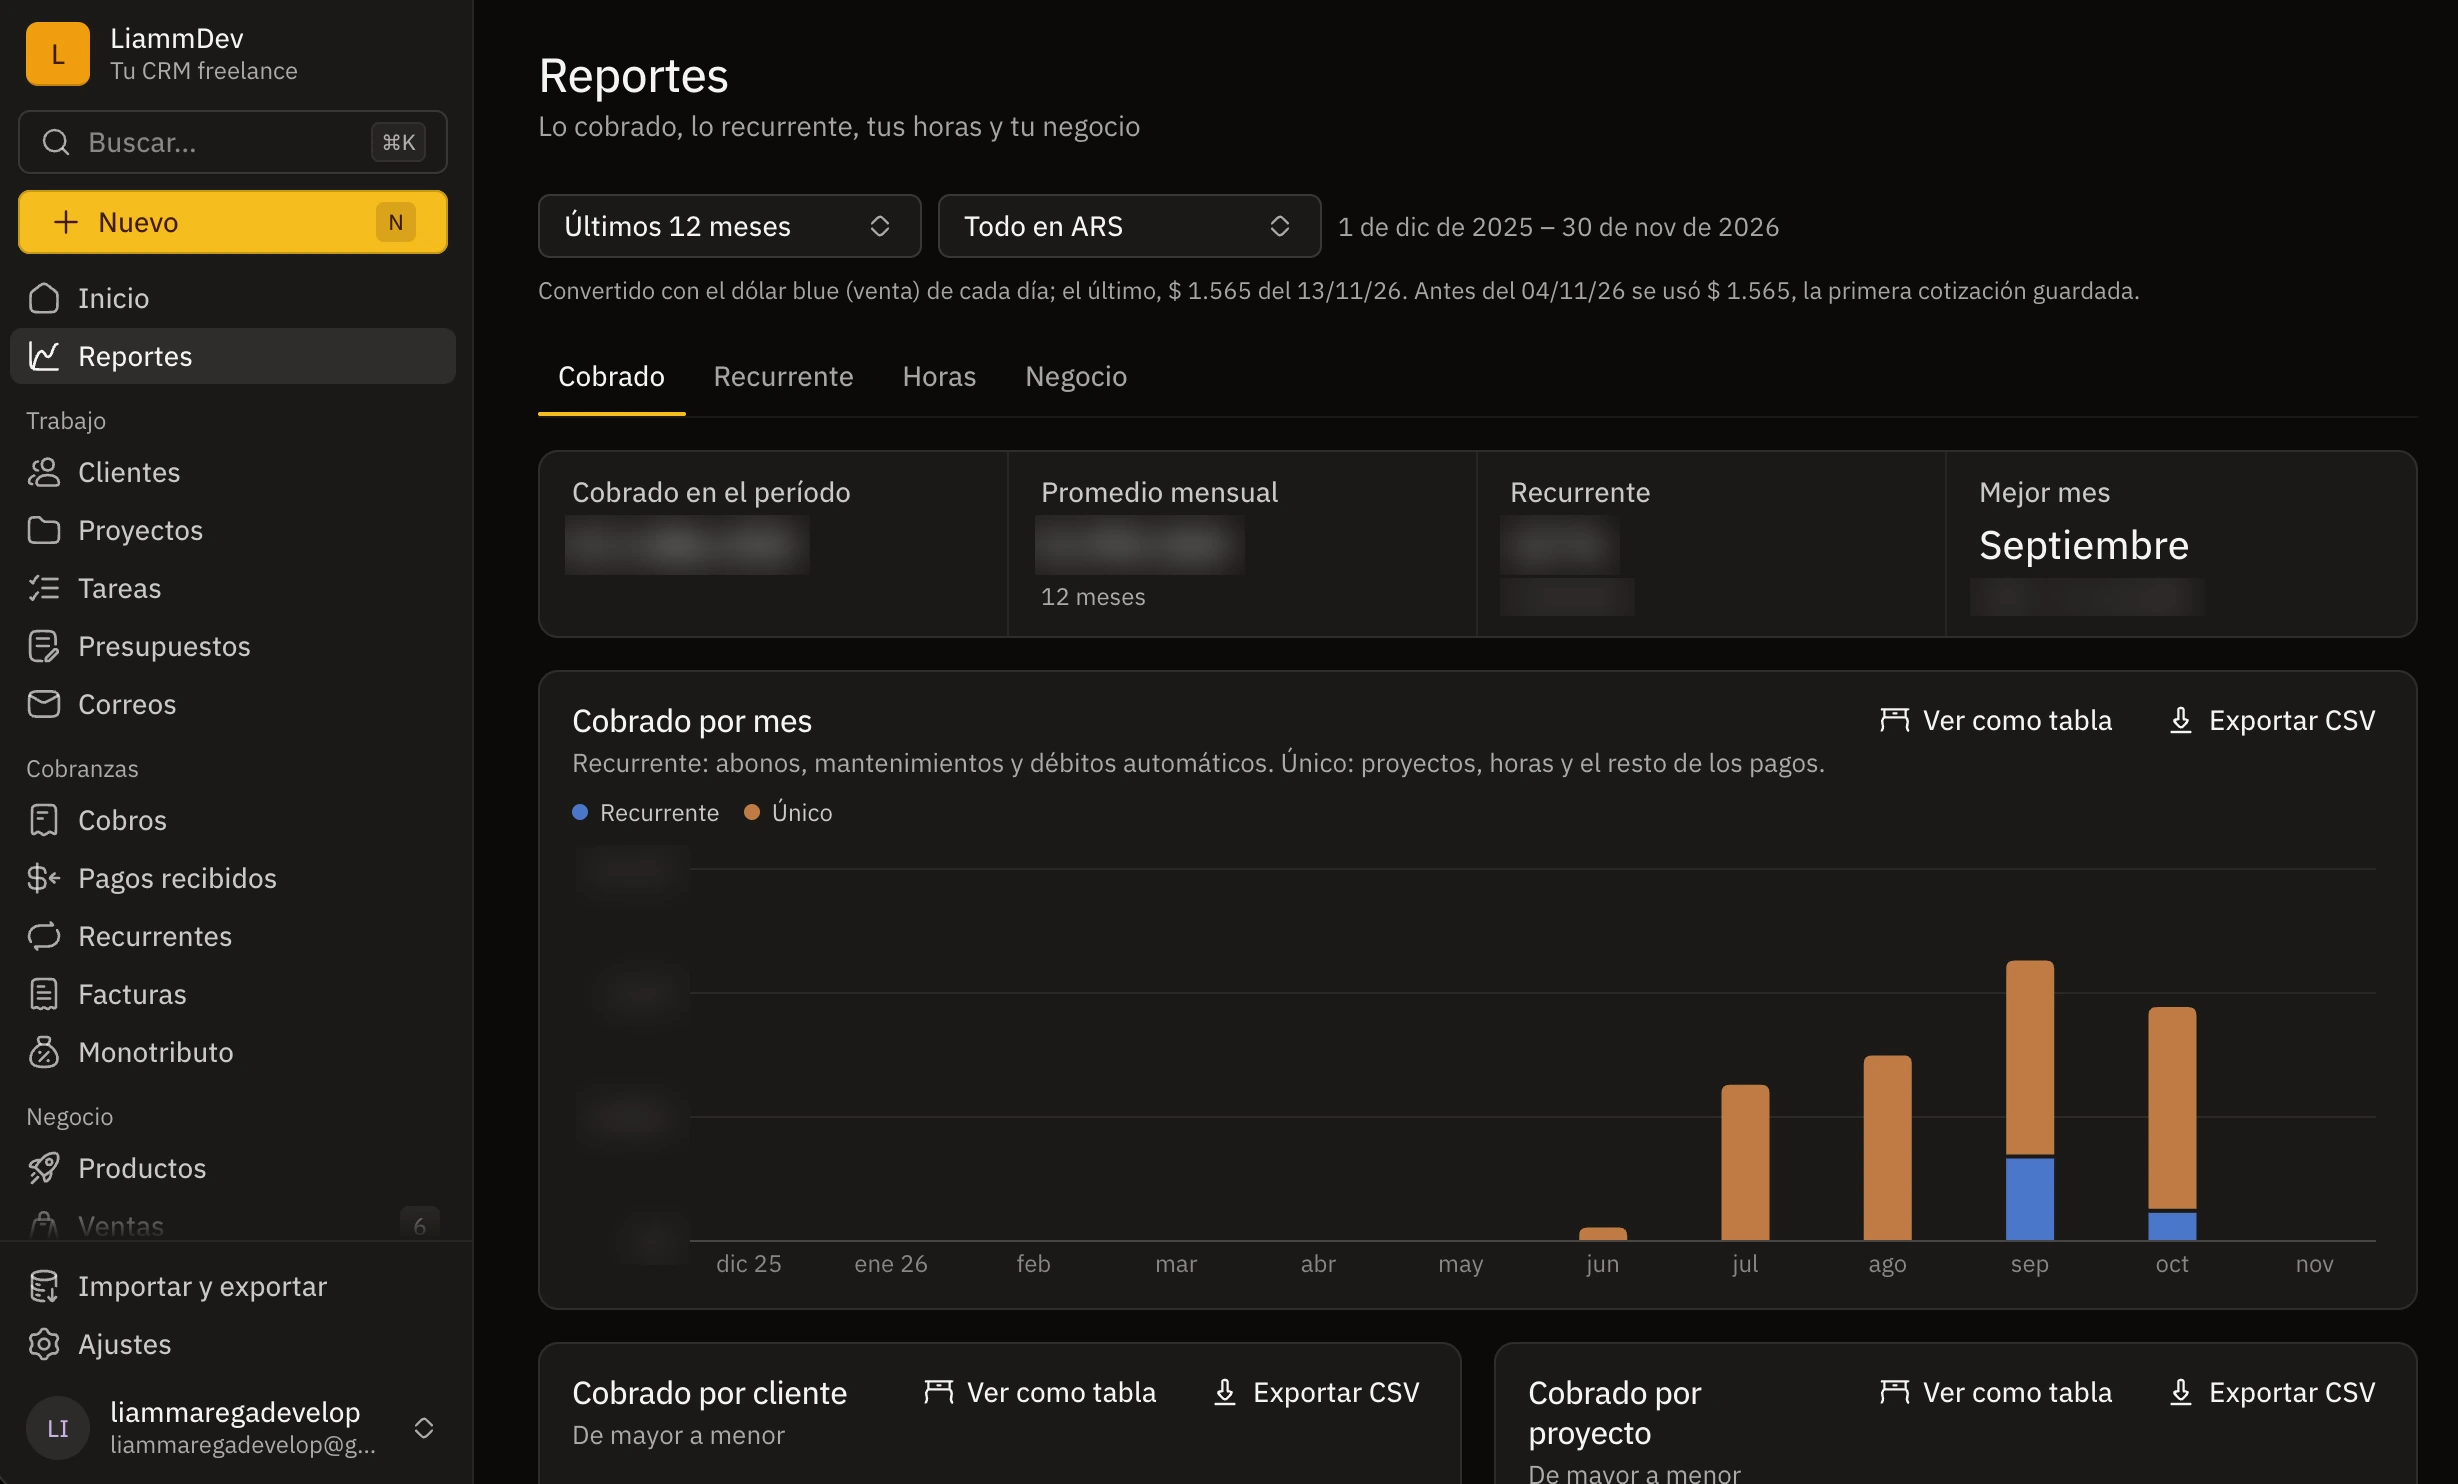 L
LiammDev
Tu CRM freelance
Buscar...
⌘K
Nuevo
N
Inicio
Reportes
Trabajo
Clientes
Proyectos
Tareas
Presupuestos
Correos
Cobranzas
Cobros
Pagos recibidos
Recurrentes
Facturas
Monotributo
Negocio
Productos
Ventas
6
Importar y exportar
Ajustes
LI
liammaregadevelop
liammaregadevelop@g...
Reportes
Lo cobrado, lo recurrente, tus horas y tu negocio
Últimos 12 meses
Todo en ARS
1 de dic de 2025 – 30 de nov de 2026
Convertido con el dólar blue (venta) de cada día; el último, $ 1.565 del 13/11/26. Antes del 04/11/26 se usó $ 1.565, la primera cotización guardada.
Cobrado
Recurrente
Horas
Negocio
Cobrado en el período
Promedio mensual
12 meses
Recurrente
Mejor mes
Septiembre
Cobrado por mes
Ver como tabla
Exportar CSV
Recurrente: abonos, mantenimientos y débitos automáticos. Único: proyectos, horas y el resto de los pagos.
Recurrente
Único
dic 25
ene 26
feb
mar
abr
may
jun
jul
ago
sep
oct
nov
Cobrado por cliente
Ver como tabla
Exportar CSV
De mayor a menor
Cobrado por
proyecto
Ver como tabla
Exportar CSV
De mayor a menor